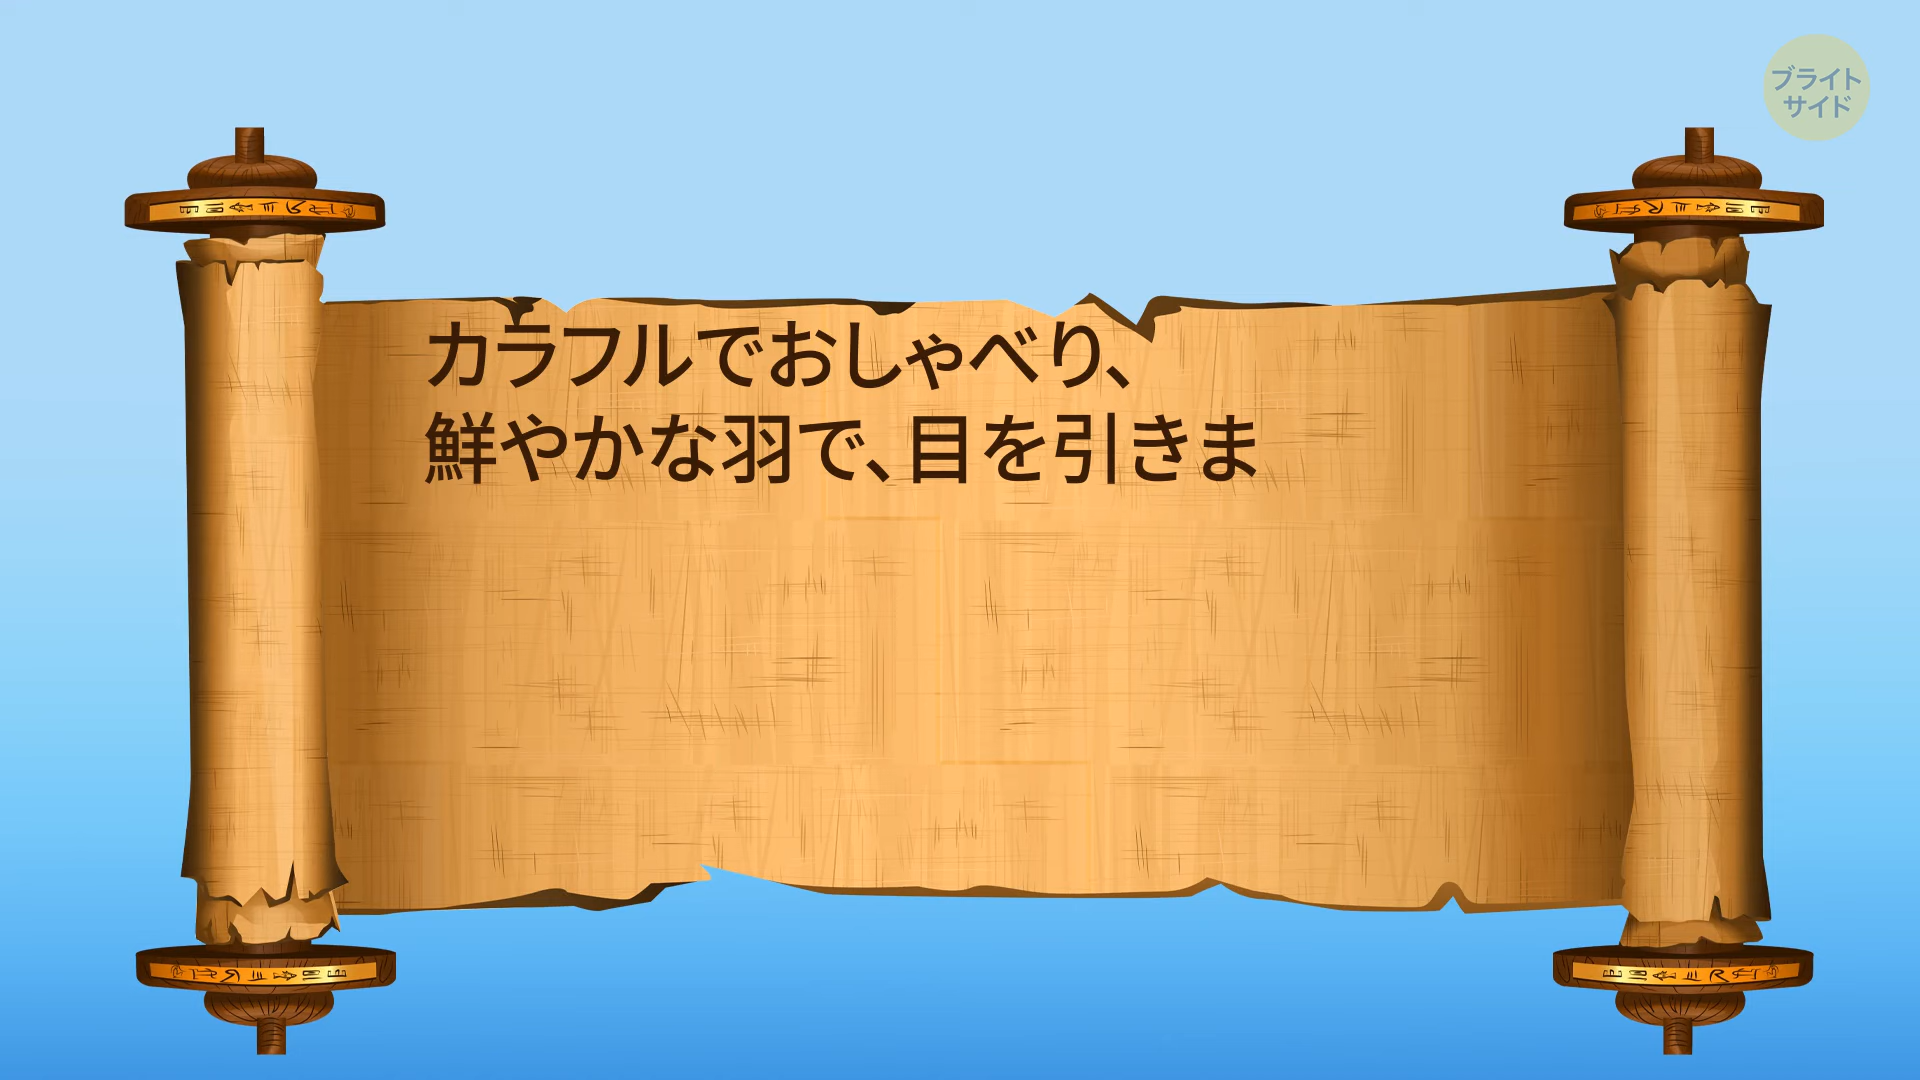 ブライト
サイド
カラフルでおしゃべり、
鮮やかな羽で、目を引きま